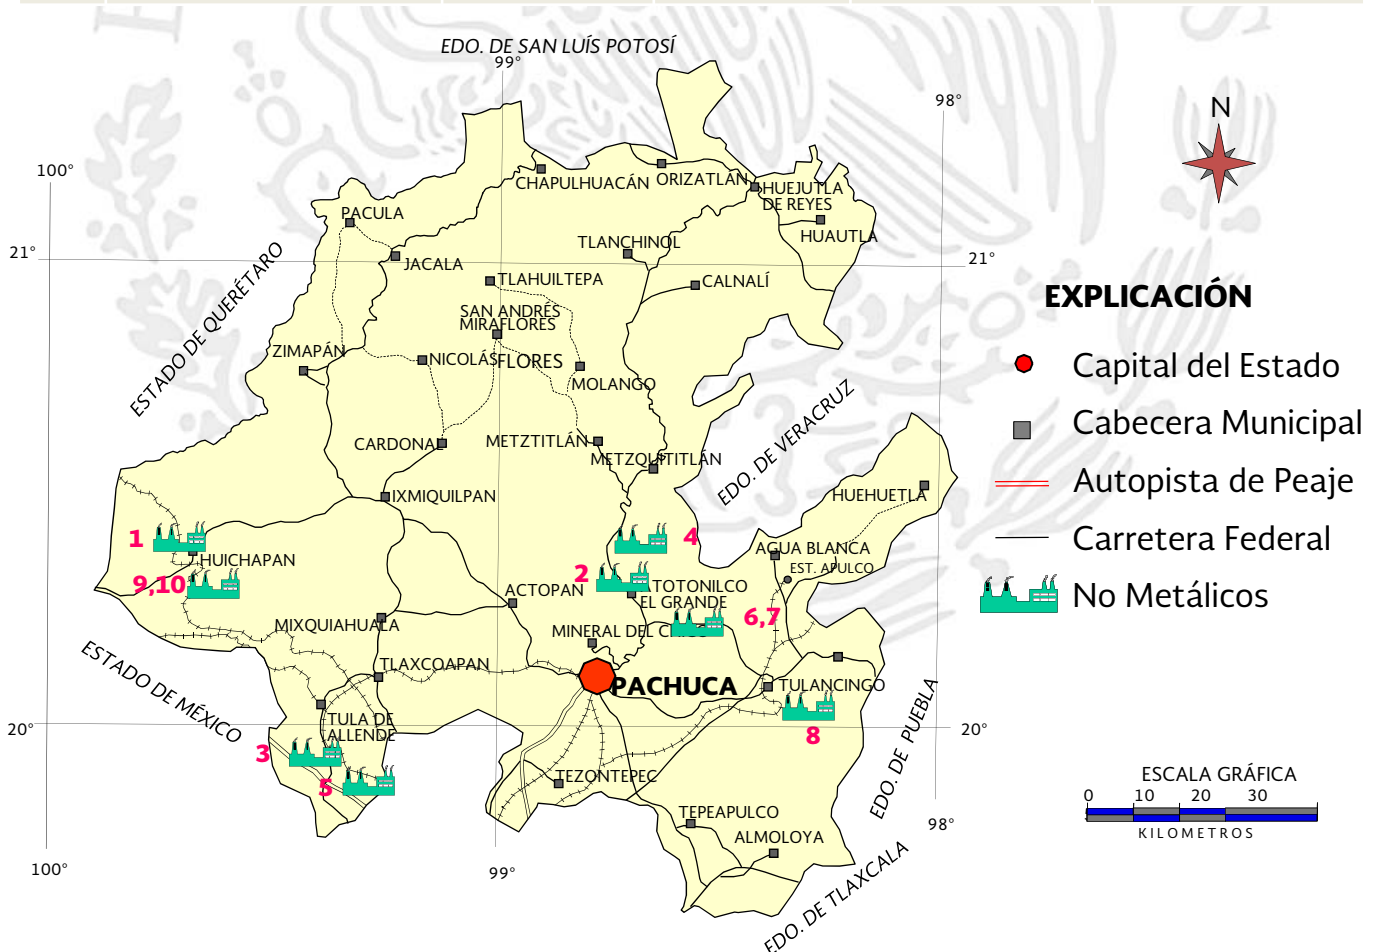 EDO. DE SAN LUÍS POTOSÍ
99°
98°
N
100°
CHAPULHUACÁN
ORIZATLÁN
HUEJUTLA
DE REYES
PACULA
HUAUTLA
TLANCHINOL
21°
JACALA
21°
TLAHUILTEPA
CALNALÍ
ESTADO DE QUERÉTARO
EXPLICACIÓN
SAN ANDRÉS
MIRAFLORES
ZIMAPÁN
NICOLÁS FLORES
Capital del Estado
MOLANGO
Cabecera Municipal
CARDONAL
METZTITLÁN
EDO. DE VERACRUZ
METZQUITITLÁN
Autopista de Peaje
IXMIQUILPAN
HUEHUETLA
1
4
Carretera Federal
HUICHAPAN
AGUA BLANCA
EST. APULCO
9,10
2
ATOTONILCO
EL GRANDE
No Metálicos
ACTOPAN
6,7
MIXQUIAHUALA
MINERAL DEL CHICO
ESTADO DE MÉXICO
TLAXCOAPAN
PACHUCA
TULANCINGO
EDO. DE PUEBLA
20°
TULA DE
ALLENDE
20°
8
3
5
TEZONTEPEC
ESCALA GRÁFICA
0 10 20 30
KILOMETROS
TEPEAPULCO
98°
ALMOLOYA
100°
99°
EDO. DE TLAXCALA